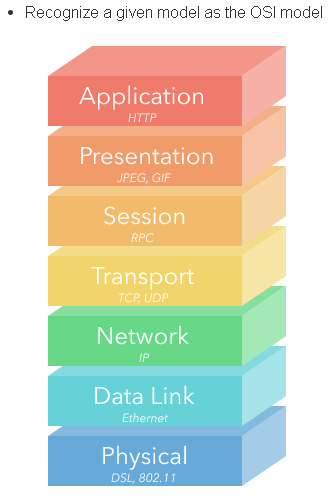 • Recognize a given model as the OSI model
Application
HTTP
Presentation
JPEG, GIF
Session
RPC
Transport
TCP, UDP
Network
IP
Data Link
Ethernet
Physical
DSL, 802.11